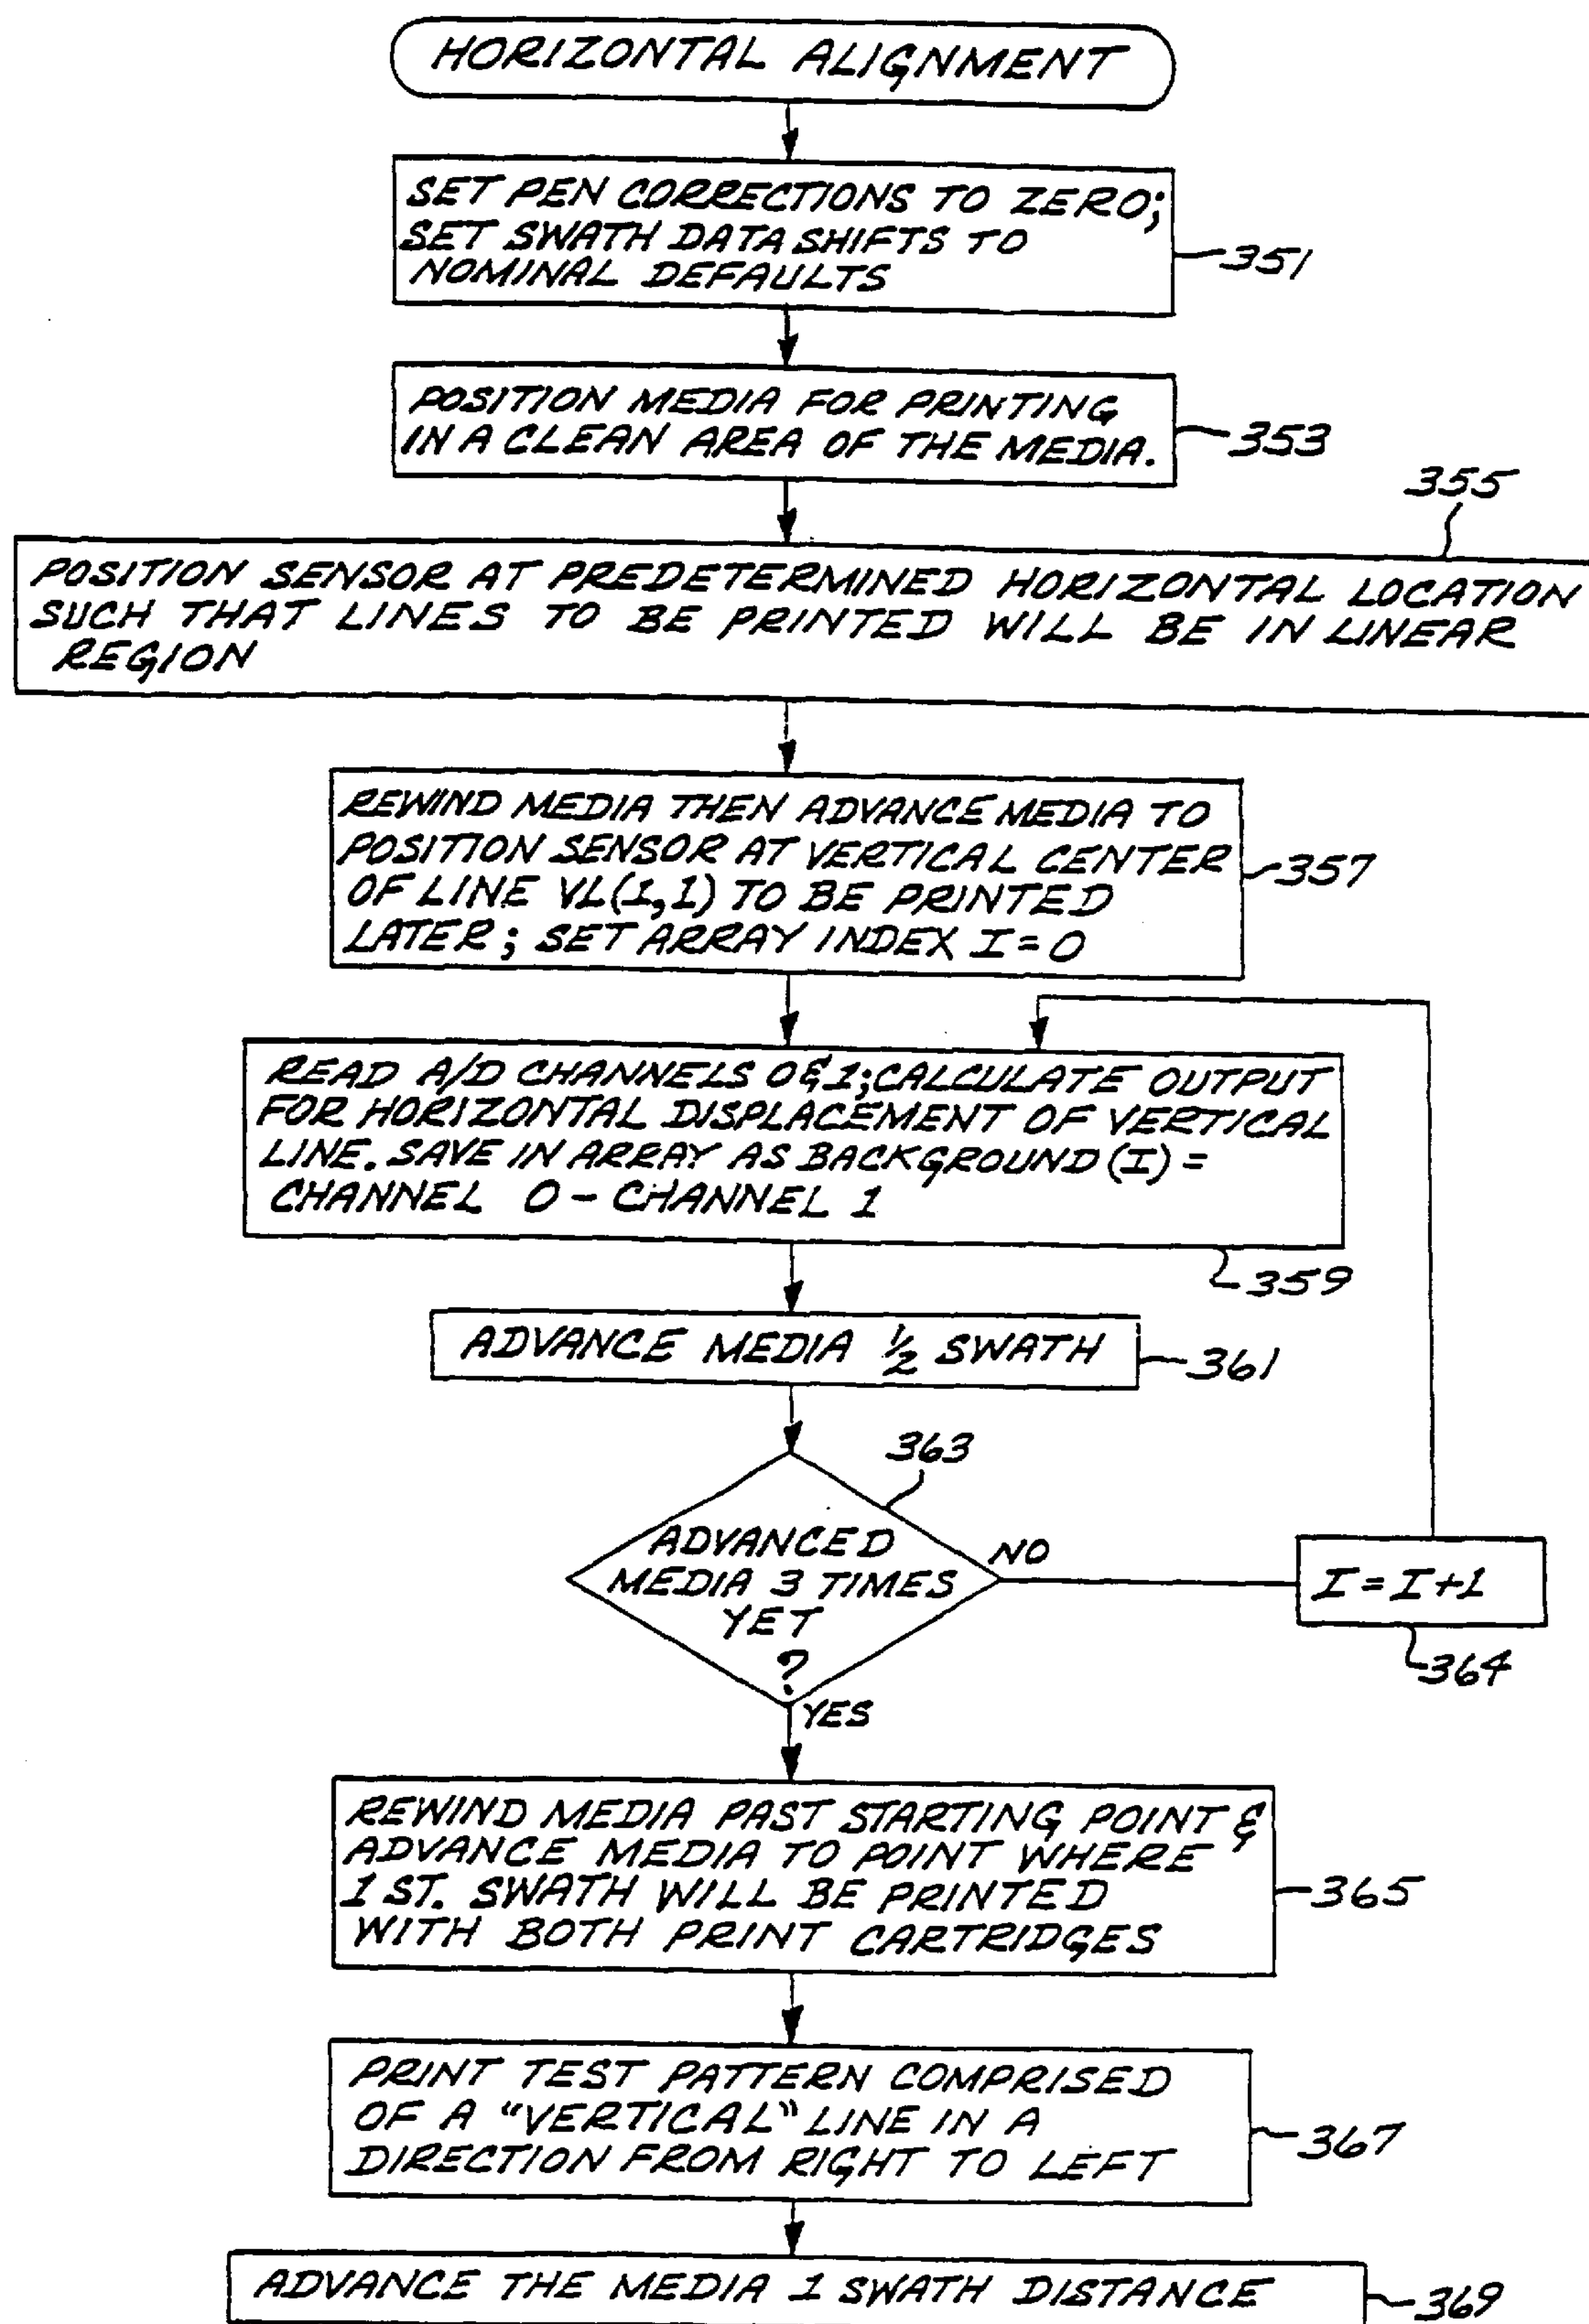 HORIZONTAL ALIGNMENT
SET PEN CORRECTIONS TO ZERO;
SET SWATH DATA SHIFTS TO
NOMINAL DEFAULTS
351
POSITION MEDIA FOR PRINTING
IN A CLEAN AREA OF THE MEDIA.
353
355
POSITION SENSOR AT PREDETERMINED HORIZONTAL LOCATION
SUCH THAT LINES TO BE PRINTED WILL BE IN LINEAR
REGION
REWIND MEDIA THEN ADVANCE MEDIA TO
POSITION SENSOR AT VERTICAL CENTER
OF LINE VL(1,1) TO BE PRINTED
LATER; SET ARRAY INDEX I=0
357
READ A/D CHANNELS 0&1; CALCULATE OUTPUT
FOR HORIZONTAL DISPLACEMENT OF VERTICAL
LINE. SAVE IN ARRAY AS BACKGROUND (I) =
CHANNEL 0 - CHANNEL 1
359
ADVANCE MEDIA 1/2 SWATH
361
363
ADVANCED
MEDIA 3 TIMES
YET
?
NO
I=I+1
364
YES
REWIND MEDIA PAST STARTING POINT &
ADVANCE MEDIA TO POINT WHERE
1 ST. SWATH WILL BE PRINTED
WITH BOTH PRINT CARTRIDGES
365
PRINT TEST PATTERN COMPRISED
OF A "VERTICAL" LINE IN A
DIRECTION FROM RIGHT TO LEFT
367
ADVANCE THE MEDIA 1 SWATH DISTANCE
369